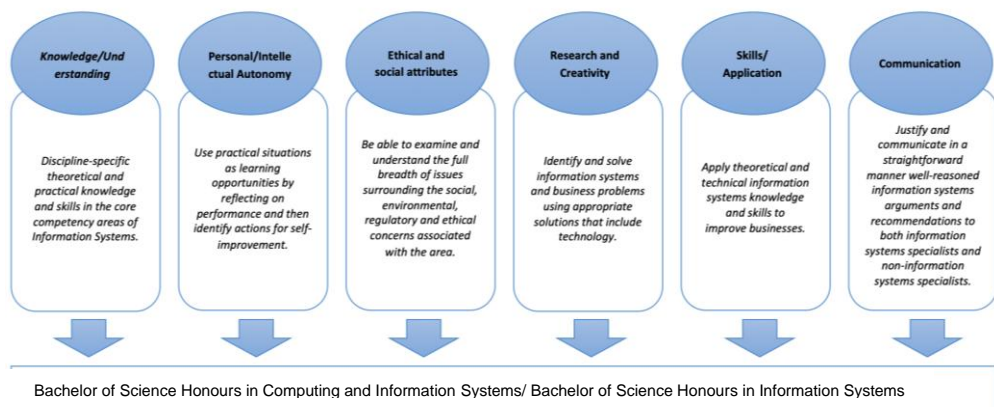 Knowledge/Und
erstanding
Discipline-specific
theoretical and
practical knowledge
and skills in the core
competency areas of
Information Systems.
Personal/Intelle
ctual Autonomy
Use practical situations
as learning
opportunities by
reflecting on
performance and then
identify actions for self-
improvement.
Ethical and
social attributes
Be able to examine and
understand the full
breadth of issues
surrounding the social,
environmental,
regulatory and ethical
concerns associated
with the area.
Research and
Creativity
Identify and solve
information systems
and business problems
using appropriate
solutions that include
technology.
Skills/
Application
Apply theoretical and
technical information
systems knowledge
and skills to
improve businesses.
Communication
Justify and
communicate in a
straightforward
manner well-reasoned
information systems
arguments and
recommendations to
both information
systems specialists and
non-information
systems specialists.
Bachelor of Science Honours in Computing and Information Systems/ Bachelor of Science Honours in Information Systems